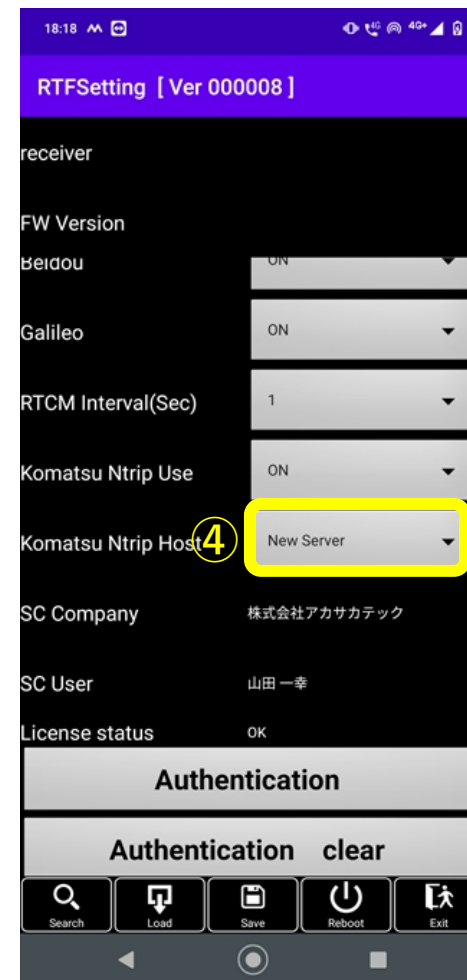 18:18 4G 4G+
RTFSetting [ Ver 000008 ]
receiver
FW Version
Beidou ON
Galileo ON
RTCM Interval(Sec) 1
Komatsu Ntrip Use ON
Komatsu Ntrip Host ④ New Server
SC Company 株式会社アカサカテック
SC User 山田 一幸
License status OK
Authentication
Authentication clear
Search Load Save Reboot Exit